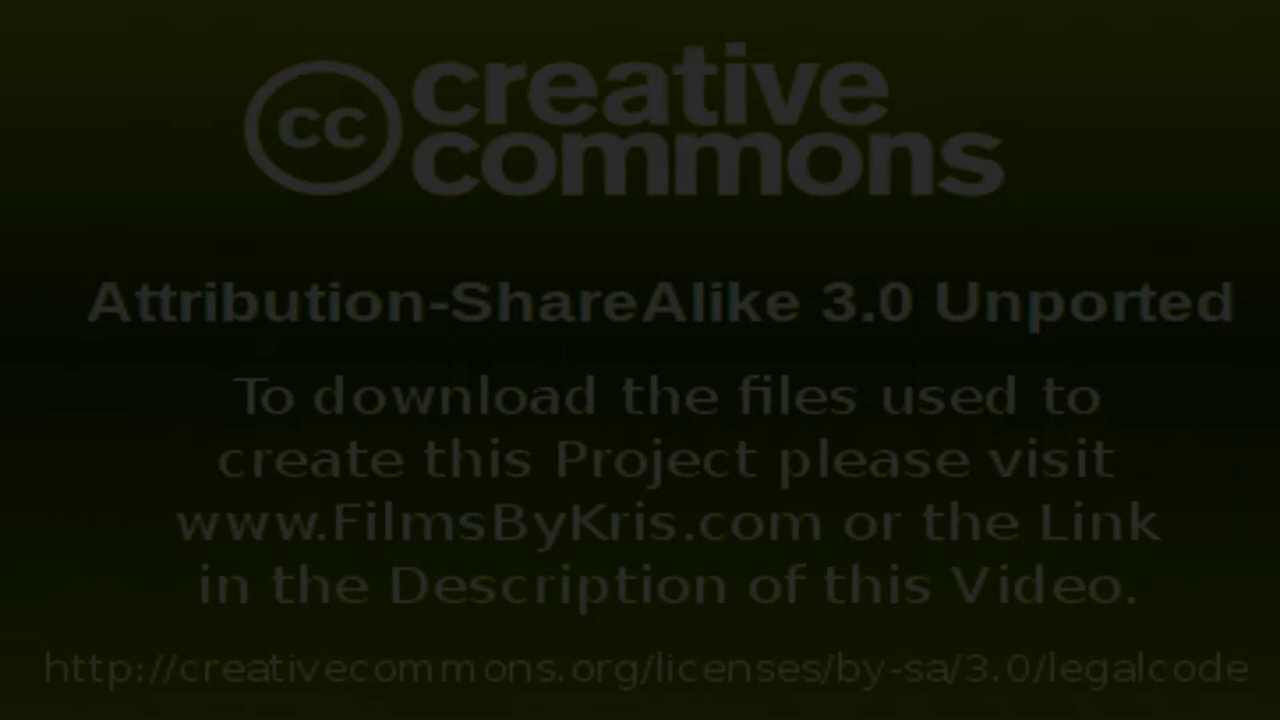 cc creative
commons
Attribution-ShareAlike 3.0 Unported
To download the files used to
create this Project please visit
www.FilmsByKris.com or the Link
in the Description of this Video.
http://creativecommons.org/licenses/by-sa/3.0/legalcode